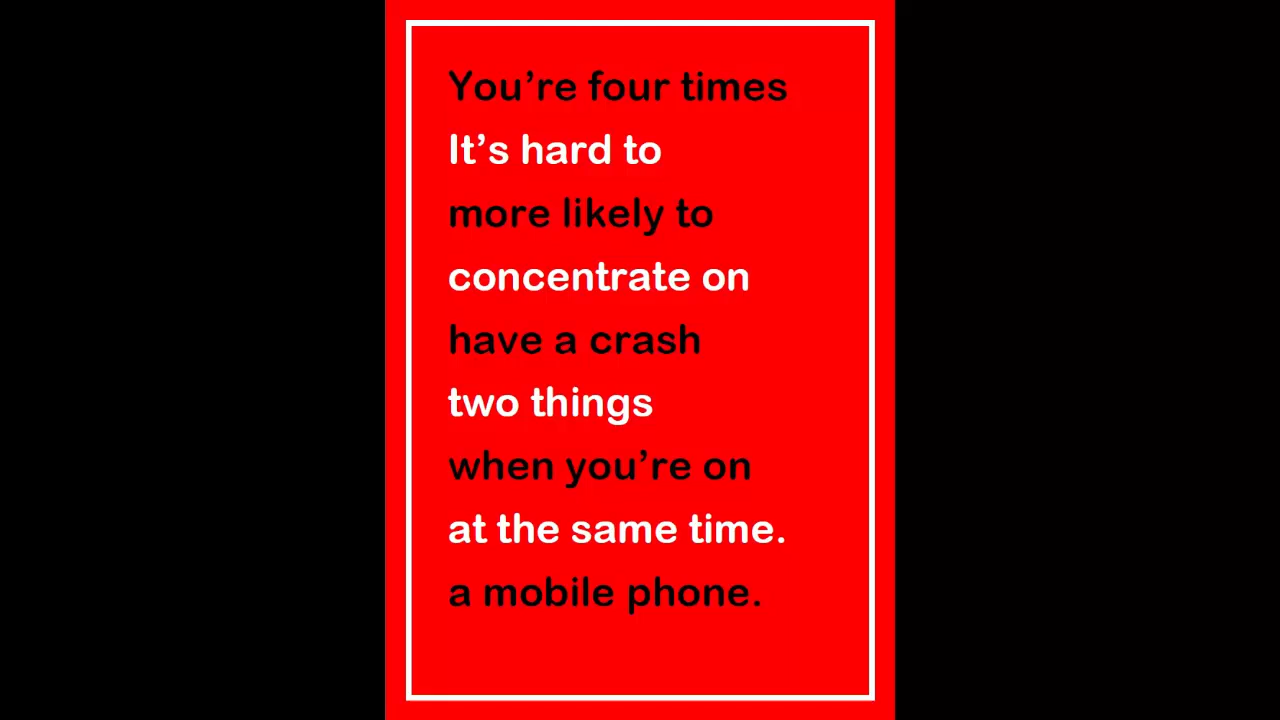 You’re four times
It’s hard to
more likely to
concentrate on
have a crash
two things
when you’re on
at the same time.
a mobile phone.